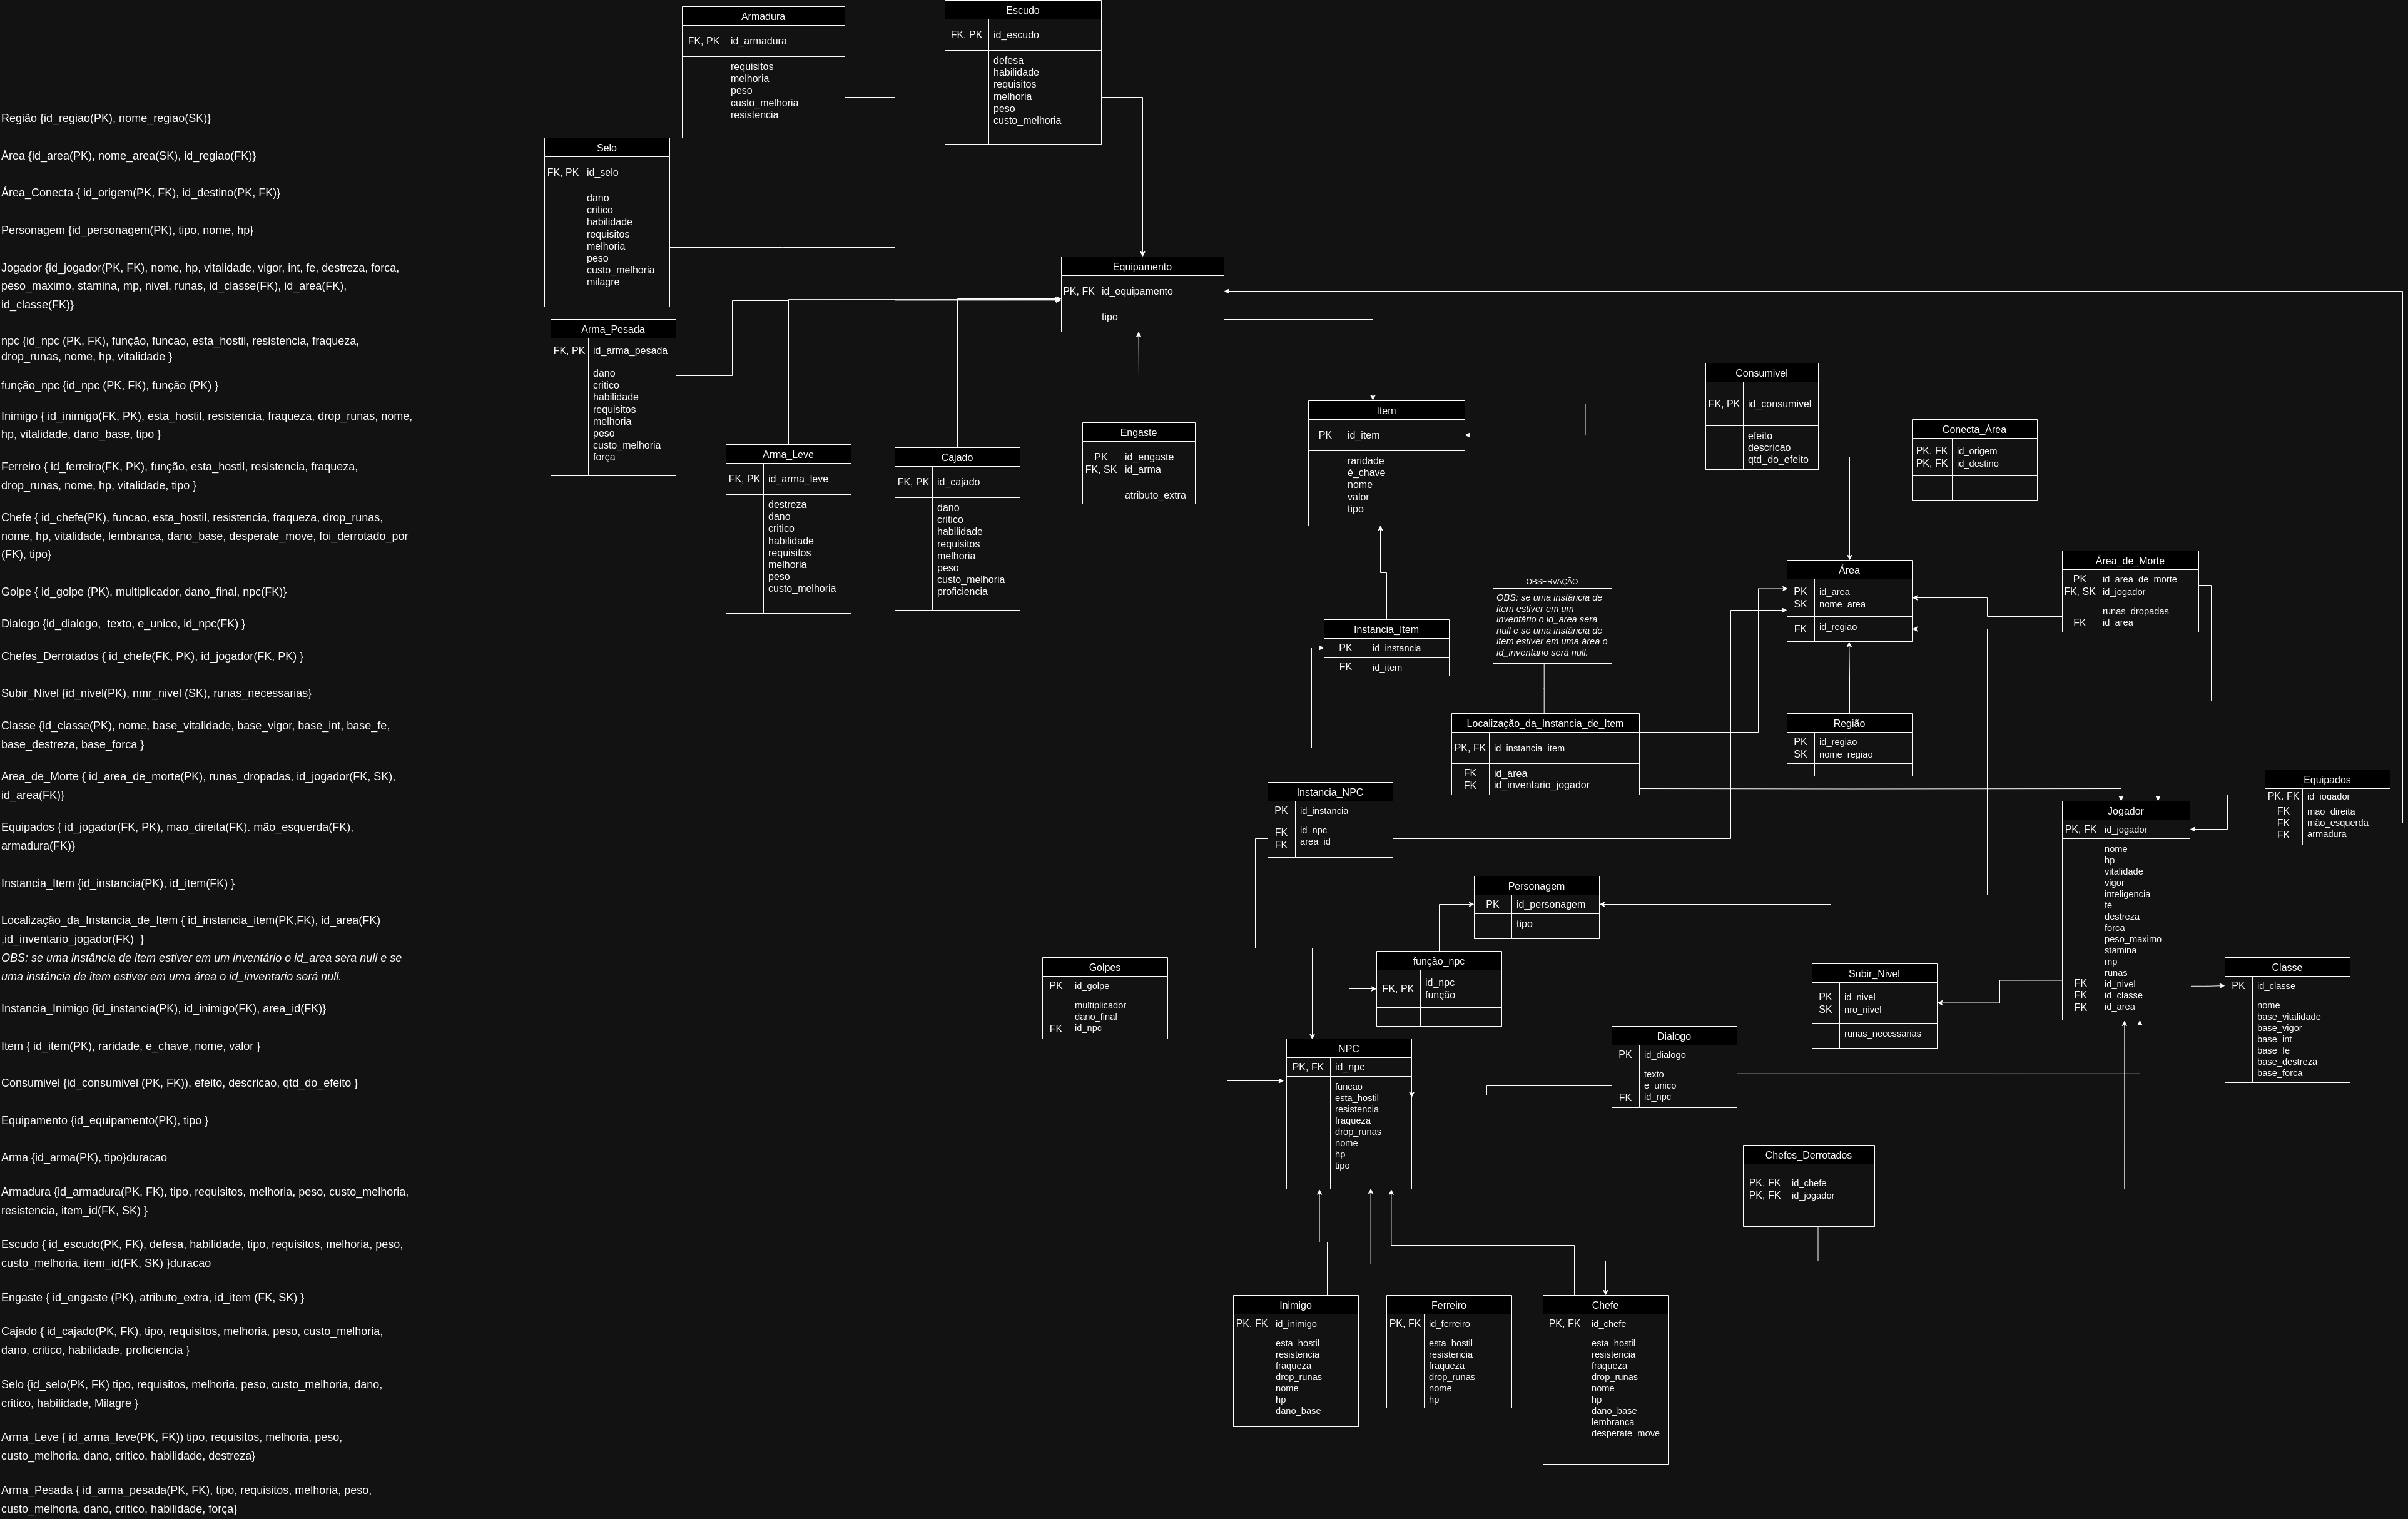 Região {id_regiao(PK), nome_regiao(SK)}
Área {id_area(PK), nome_area(SK), id_regiao(FK)}
Área_Conecta { id_origem(PK, FK), id_destino(PK, FK)}
Personagem {id_personagem(PK), tipo, nome, hp}
Jogador {id_jogador(PK, FK), nome, hp, vitalidade, vigor, int, fe, destreza, forca,
peso_maximo, stamina, mp, nivel, runas, id_classe(FK), id_area(FK),
id_classe(FK)}
npc {id_npc (PK, FK), função, funcao, esta_hostil, resistencia, fraqueza,
drop_runas, nome, hp, vitalidade }
função_npc {id_npc (PK, FK), função (PK) }
Inimigo { id_inimigo(FK, PK), esta_hostil, resistencia, fraqueza, drop_runas, nome,
hp, vitalidade, dano_base, tipo }
Ferreiro { id_ferreiro(FK, PK), função, esta_hostil, resistencia, fraqueza,
drop_runas, nome, hp, vitalidade, tipo }
Chefe { id_chefe(PK), funcao, esta_hostil, resistencia, fraqueza, drop_runas,
nome, hp, vitalidade, lembranca, dano_base, desperate_move, foi_derrotado_por
(FK), tipo}
Golpe { id_golpe (PK), multiplicador, dano_final, npc(FK)}
Dialogo {id_dialogo,  texto, e_unico, id_npc(FK) }
Chefes_Derrotados { id_chefe(FK, PK), id_jogador(FK, PK) }
Subir_Nivel {id_nivel(PK), nmr_nivel (SK), runas_necessarias}
Classe {id_classe(PK), nome, base_vitalidade, base_vigor, base_int, base_fe,
base_destreza, base_forca }
Area_de_Morte { id_area_de_morte(PK), runas_dropadas, id_jogador(FK, SK),
id_area(FK)}
Equipados { id_jogador(FK, PK), mao_direita(FK). mão_esquerda(FK),
armadura(FK)}
Instancia_Item {id_instancia(PK), id_item(FK) }
Localização_da_Instancia_de_Item { id_instancia_item(PK,FK), id_area(FK)
,id_inventario_jogador(FK)  }
OBS: se uma instância de item estiver em um inventário o id_area sera null e se
uma instância de item estiver em uma área o id_inventario será null.
Instancia_Inimigo {id_instancia(PK), id_inimigo(FK), area_id(FK)}
Item { id_item(PK), raridade, e_chave, nome, valor }
Consumivel {id_consumivel (PK, FK)), efeito, descricao, qtd_do_efeito }
Equipamento {id_equipamento(PK), tipo }
Arma {id_arma(PK), tipo}duracao
Armadura {id_armadura(PK, FK), tipo, requisitos, melhoria, peso, custo_melhoria,
resistencia, item_id(FK, SK) }
Escudo { id_escudo(PK, FK), defesa, habilidade, tipo, requisitos, melhoria, peso,
custo_melhoria, item_id(FK, SK) }duracao
Engaste { id_engaste (PK), atributo_extra, id_item (FK, SK) }
Cajado { id_cajado(PK, FK), tipo, requisitos, melhoria, peso, custo_melhoria,
dano, critico, habilidade, proficiencia }
Selo {id_selo(PK, FK) tipo, requisitos, melhoria, peso, custo_melhoria, dano,
critico, habilidade, Milagre }
Arma_Leve { id_arma_leve(PK, FK)) tipo, requisitos, melhoria, peso,
custo_melhoria, dano, critico, habilidade, destreza}
Arma_Pesada { id_arma_pesada(PK, FK), tipo, requisitos, melhoria, peso,
custo_melhoria, dano, critico, habilidade, força}
Armadura
FK, PK id_armadura
requisitos
melhoria
peso
custo_melhoria
resistencia
Escudo
FK, PK id_escudo
defesa
habilidade
requisitos
melhoria
peso
custo_melhoria
Selo
FK, PK id_selo
dano
critico
habilidade
requisitos
melhoria
peso
custo_melhoria
milagre
Equipamento
PK, FK id_equipamento
tipo
Arma_Pesada
FK, PK id_arma_pesada
dano
critico
habilidade
requisitos
melhoria
peso
custo_melhoria
força
Arma_Leve
FK, PK id_arma_leve
destreza
dano
critico
habilidade
requisitos
melhoria
peso
custo_melhoria
Cajado
FK, PK id_cajado
dano
critico
habilidade
requisitos
melhoria
peso
custo_melhoria
proficiencia
Engaste
PK id_engaste
FK, SK id_arma
atributo_extra
Item
PK id_item
raridade
é_chave
nome
valor
tipo
Consumivel
FK, PK id_consumivel
efeito
descricao
qtd_do_efeito
Conecta_Área
PK, FK id_origem
PK, FK id_destino
Área
PK id_area
SK nome_area
FK id_regiao
Área_de_Morte
PK id_area_de_morte
FK, SK id_jogador
runas_dropadas
FK id_area
OBSERVAÇÃO
OBS: se uma instância de
item estiver em um
inventário o id_area sera
null e se uma instância de
item estiver em uma área o
id_inventario será null.
Instancia_Item
PK id_instancia
FK id_item
Localização_da_Instancia_de_Item
PK, FK id_instancia_item
FK id_area
FK id_inventario_jogador
Região
PK id_regiao
SK nome_regiao
Instancia_NPC
PK id_instancia
FK id_npc
FK area_id
Equipados
PK, FK id_jogador
FK mao_direita
FK mão_esquerda
FK armadura
Jogador
PK, FK id_jogador
nome
hp
vitalidade
vigor
inteligencia
fé
destreza
forca
peso_maximo
stamina
mp
runas
FK id_nivel
FK id_classe
FK id_area
Personagem
PK id_personagem
tipo
função_npc
FK, PK id_npc
função
Golpes
PK id_golpe
multiplicador
dano_final
FK id_npc
Subir_Nivel
PK id_nivel
SK nro_nivel
runas_necessarias
Classe
PK id_classe
nome
base_vitalidade
base_vigor
base_int
base_fe
base_destreza
base_forca
NPC
PK, FK id_npc
funcao
esta_hostil
resistencia
fraqueza
drop_runas
nome
hp
tipo
Dialogo
PK id_dialogo
texto
e_unico
FK id_npc
Chefes_Derrotados
PK, FK id_chefe
PK, FK id_jogador
Inimigo
PK, FK id_inimigo
esta_hostil
resistencia
fraqueza
drop_runas
nome
hp
dano_base
Ferreiro
PK, FK id_ferreiro
esta_hostil
resistencia
fraqueza
drop_runas
nome
hp
Chefe
PK, FK id_chefe
esta_hostil
resistencia
fraqueza
drop_runas
nome
hp
dano_base
lembranca
desperate_move